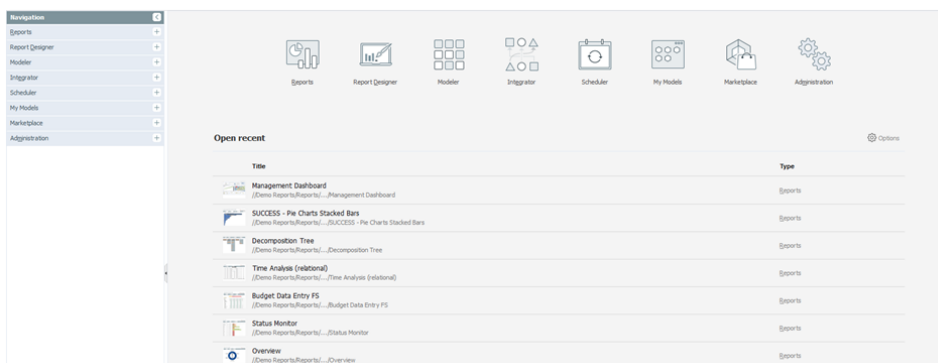 Navigation
Reports
Report Designer
Modeler
Integrator
Scheduler
My Models
Marketplace
Administration
Reports Report Designer Modeler Integrator Scheduler My Models Marketplace Administration
Open recent Options
Title Type
Management Dashboard
//Demo Reports/Reports/.../Management Dashboard Reports
SUCCESS - Pie Charts Stacked Bars
//Demo Reports/Reports/.../SUCCESS - Pie Charts Stacked Bars Reports
Decomposition Tree
//Demo Reports/Reports/.../Decomposition Tree Reports
Time Analysis (relational)
//Demo Reports/Reports/.../Time Analysis (relational) Reports
Budget Data Entry FS
//Demo Reports/Reports/.../Budget Data Entry FS Reports
Status Monitor
//Demo Reports/Reports/.../Status Monitor Reports
Overview
//Demo Reports/Reports/.../Overview Reports